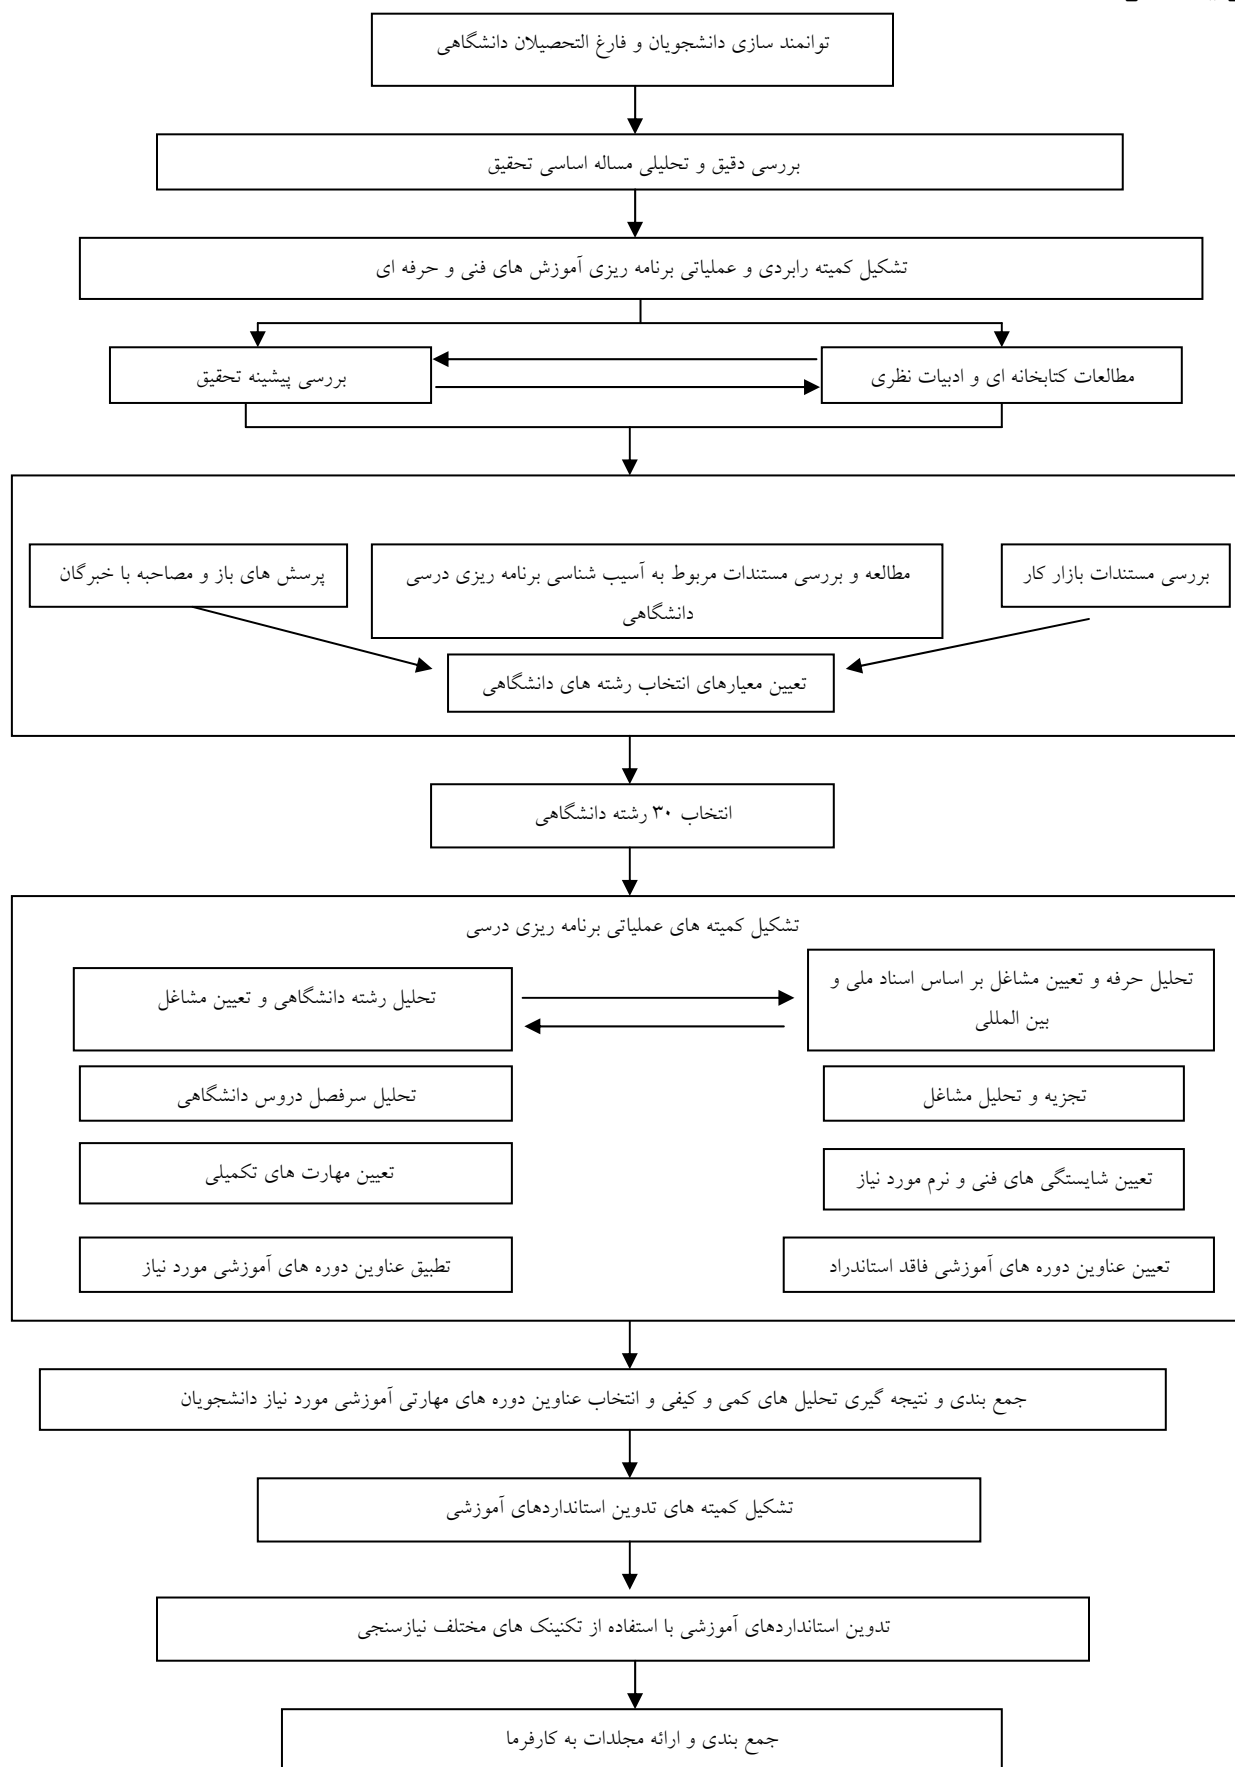 توانمند سازی دانشجویان و فارغ التحصیلان دانشگاهی
بررسی دقیق و تحلیلی مساله اساسی تحقیق
تشکیل کمیته رابردی و عملیاتی برنامه ریزی آموزش های فنی و حرفه ای
مطالعات کتابخانه ای و ادبیات نظری
بررسی پیشینه تحقیق
بررسی مستندات بازار کار
مطالعه و بررسی مستندات مربوط به آسیب شناسی برنامه ریزی درسی
دانشگاهی
پرسش های باز و مصاحبه با خبرگان
تعیین معیارهای انتخاب رشته های دانشگاهی
انتخاب ۳۰ رشته دانشگاهی
تشکیل کمیته های عملیاتی برنامه ریزی درسی
تحلیل حرفه و تعیین مشاغل بر اساس اسناد ملی و
بین المللی
تحلیل رشته دانشگاهی و تعیین مشاغل
تجزیه و تحلیل مشاغل
تحلیل سرفصل دروس دانشگاهی
تعیین شایستگی های فنی و نرم مورد نیاز
تعیین مهارت های تکمیلی
تعیین عناوین دوره های آموزشی فاقد استاندراد
تطبیق عناوین دوره های آموزشی مورد نیاز
جمع بندی و نتیجه گیری تحلیل های کمی و کیفی و انتخاب عناوین دوره های مهارتی آموزشی مورد نیاز دانشجویان
تشکیل کمیته های تدوین استانداردهای آموزشی
تدوین استانداردهای آموزشی با استفاده از تکنینک های مختلف نیازسنجی
جمع بندی و ارائه مجلدات به کارفرما